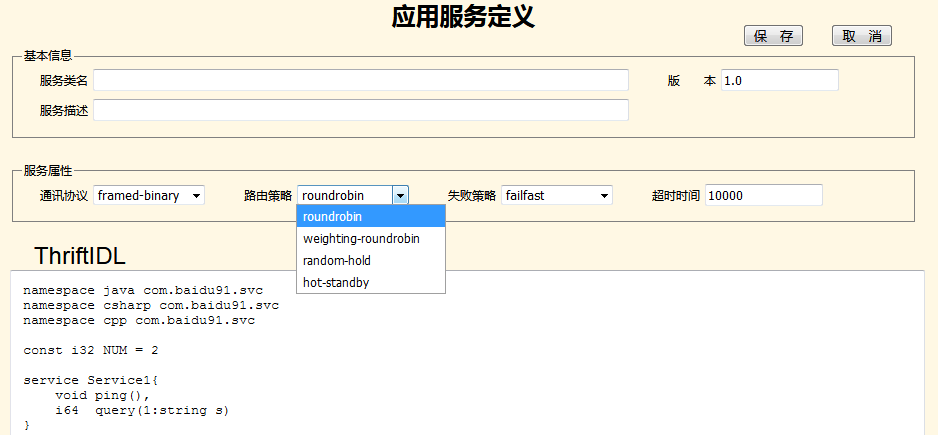 应用服务定义
保 存 取 消
基本信息
服务类名 版 本 1.0
服务描述
服务属性
通讯协议 framed-binary 路由策略 roundrobin 失败策略 failfast 超时时间 10000
roundrobin
weighting-roundrobin
random-hold
hot-standby
ThriftIDL
namespace java com.baidu91.svc
namespace csharp com.baidu91.svc
namespace cpp com.baidu91.svc
const i32 NUM = 2
service Service1{
void ping(),
i64 query(1:string s)
}